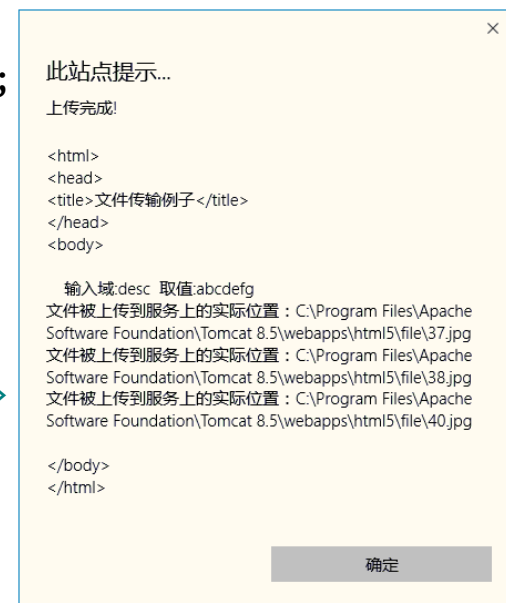 ;
×
此站点提示...
上传完成!
<html>
<head>
<title>文件传输例子</title>
</head>
<body>
输入域:desc 取值:abcdefg
文件被上传到服务上的实际位置：C:\Program Files\Apache
Software Foundation\Tomcat 8.5\webapps\html5\file\37.jpg
文件被上传到服务上的实际位置：C:\Program Files\Apache
Software Foundation\Tomcat 8.5\webapps\html5\file\38.jpg
文件被上传到服务上的实际位置：C:\Program Files\Apache
Software Foundation\Tomcat 8.5\webapps\html5\file\40.jpg
</body>
</html>
确定